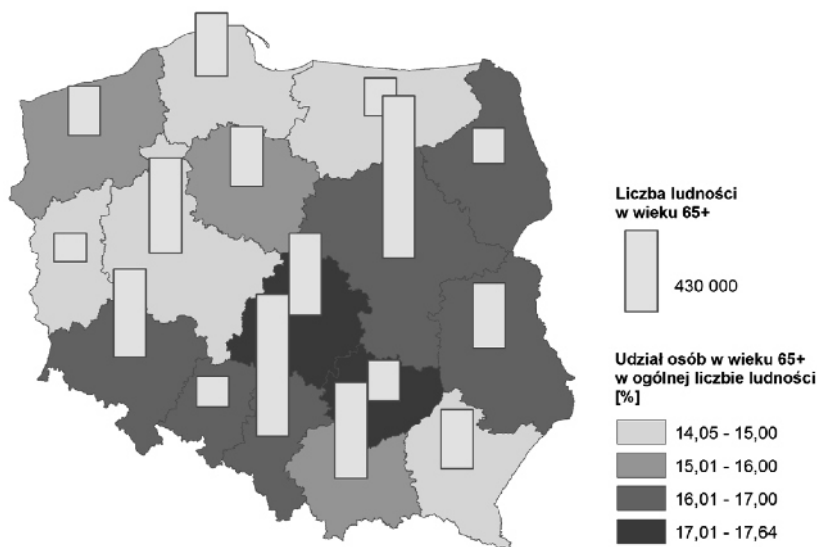 Liczba ludności
w wieku 65+
430 000
Udział osób w wieku 65+
w ogólnej liczbie ludności
[%]
14,05 - 15,00
15,01 - 16,00
16,01 - 17,00
17,01 - 17,64